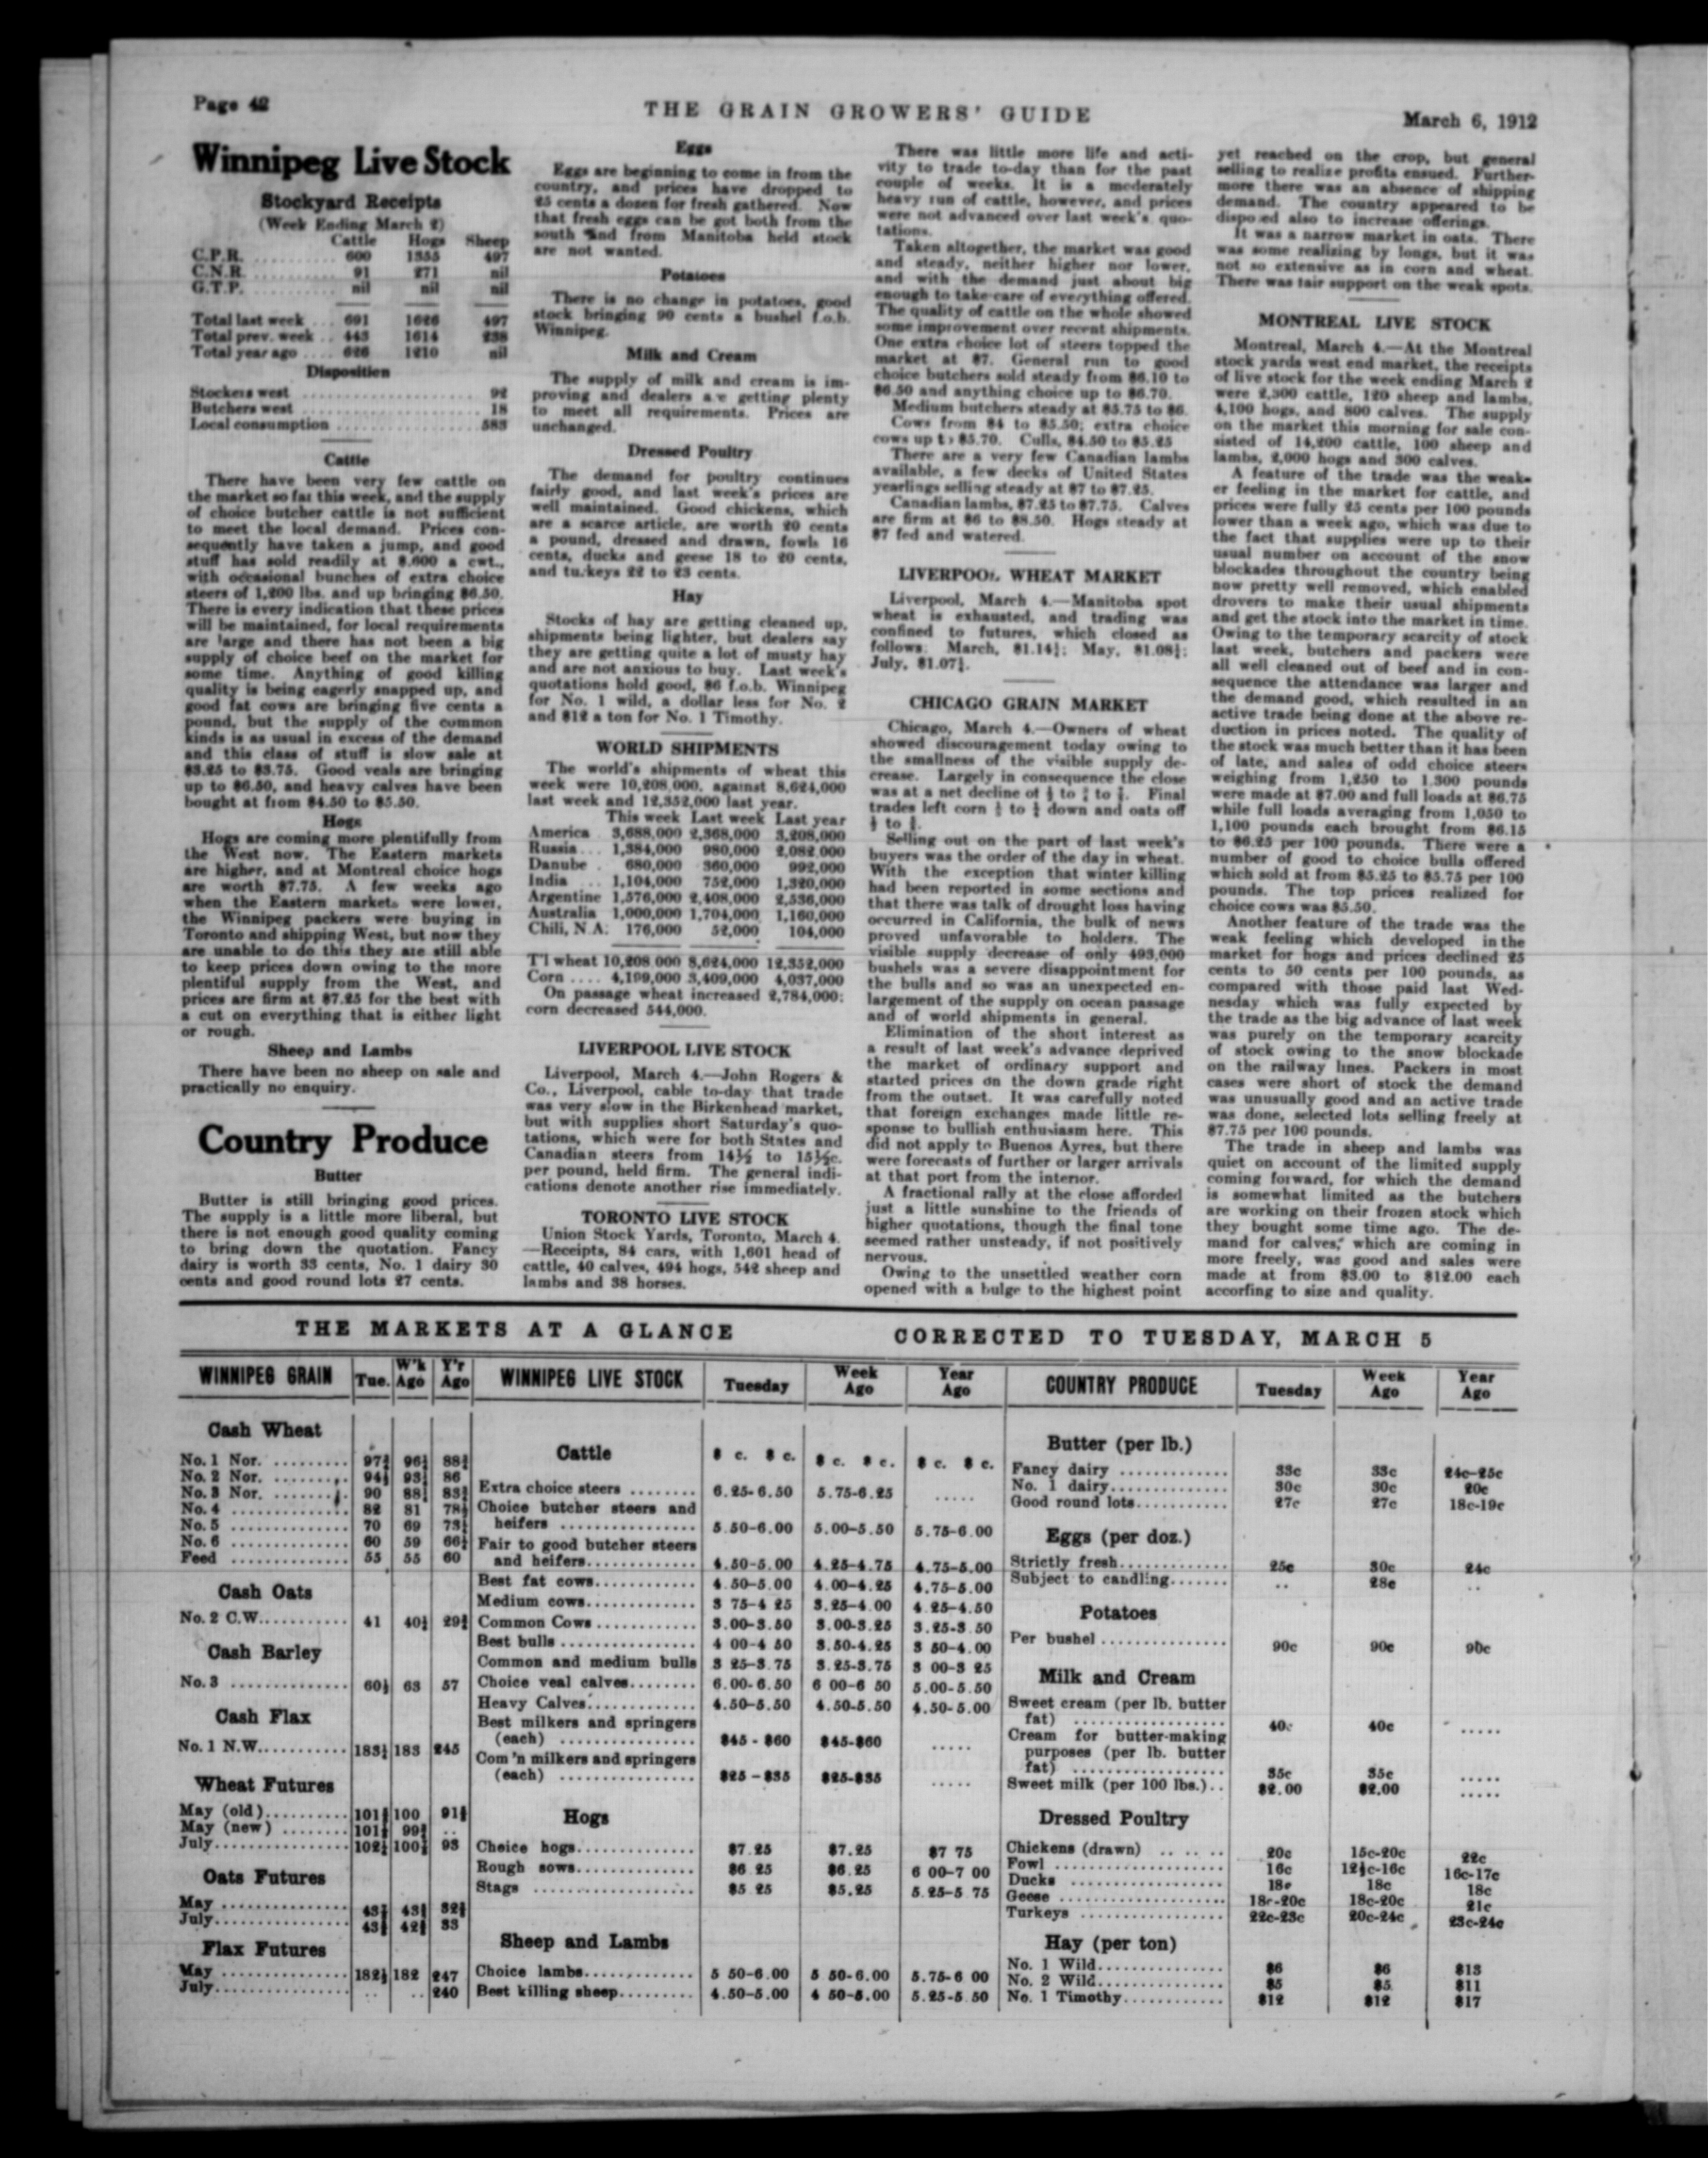 Page 42
THE GRAIN GROWERS' GUIDE
March 6, 1912
Winnipeg Live Stock
Stockyard Receipts
(Week Ending March 2)
Cattle Hogs Sheep
C.P.R. .......... 600 1355 497
C.N.R. .......... 91 271 nil
G.T.P. .......... nil nil nil
Total last week ... 691 1626 497
Total prev. week .. 443 1614 238
Total year ago .... 626 1210 nil
Disposition
Stockers west .................... 92
Butchers west .................... 18
Local consumption ................ 583
Cattle
There have been very few cattle on
the market so fat this week, and the supply
of choice butcher cattle is not sufficient
to meet the local demand. Prices con-
sequently have taken a jump, and good
stuff has sold readily at $.600 a cwt.,
with occasional bunches of extra choice
steers of 1,200 lbs. and up bringing $6.50.
There is every indication that these prices
will be maintained, for local requirements
are large and there has not been a big
supply of choice beef on the market for
some time. Anything of good killing
quality is being eagerly snapped up, and
good fat cows are bringing five cents a
pound, but the supply of the common
kinds is as usual in excess of the demand
and this class of stuff is slow sale at
$3.25 to $3.75. Good veals are bringing
up to $6.50, and heavy calves have been
bought at from $4.50 to $5.50.
Hogs
Hogs are coming more plentifully from
the West now. The Eastern markets
are higher, and at Montreal choice hogs
are worth $7.75. A few weeks ago
when the Eastern markets were lower,
the Winnipeg packers were buying in
Toronto and shipping West, but now they
are unable to do this they are still able
to keep prices down owing to the more
plentiful supply from the West, and
prices are firm at $7.25 for the best with
a cut on everything that is either light
or rough.
Sheep and Lambs
There have been no sheep on sale and
practically no enquiry.
Country Produce
Butter
Butter is still bringing good prices.
The supply is a little more liberal, but
there is not enough good quality coming
to bring down the quotation. Fancy
dairy is worth 33 cents, No. 1 dairy 30
cents and good round lots 27 cents.
Eggs
Eggs are beginning to come in from the
country, and prices have dropped to
25 cents a dozen for fresh gathered. Now
that fresh eggs can be got both from the
south and from Manitoba held stock
are not wanted.
Potatoes
There is no change in potatoes, good
stock bringing 90 cents a bushel f.o.b.
Winnipeg.
Milk and Cream
The supply of milk and cream is im-
proving and dealers are getting plenty
to meet all requirements. Prices are
unchanged.
Dressed Poultry
The demand for poultry continues
fairly good, and last week's prices are
well maintained. Good chickens, which
are a scarce article, are worth 20 cents
a pound, dressed and drawn, fowls 16
cents, ducks and geese 18 to 20 cents,
and turkeys 22 to 23 cents.
Hay
Stocks of hay are getting cleaned up,
shipments being lighter, but dealers say
they are getting quite a lot of musty hay
and are not anxious to buy. Last week's
quotations hold good, $6 f.o.b. Winnipeg
for No. 1 wild, a dollar less for No. 2
and $12 a ton for No. 1 Timothy.
WORLD SHIPMENTS
The world's shipments of wheat this
week were 10,208,000, against 8,624,000
last week and 12,352,000 last year.
This week Last week Last year
America . 3,688,000 2,368,000 3,208,000
Russia... 1,384,000 980,000 2,082,000
Danube . 680,000 360,000 992,000
India .. 1,104,000 752,000 1,320,000
Argentine 1,576,000 2,408,000 2,536,000
Australia 1,000,000 1,704,000 1,160,000
Chili, N.A. 176,000 52,000 104,000
T'l wheat 10,208,000 8,624,000 12,352,000
Corn .... 4,199,000 3,409,000 4,037,000
On passage wheat increased 2,784,000;
corn decreased 544,000.
LIVERPOOL LIVE STOCK
Liverpool, March 4.—John Rogers &
Co., Liverpool, cable to-day that trade
was very slow in the Birkenhead market,
but with supplies short Saturday's quo-
tations, which were for both States and
Canadian steers from 14½ to 15½c.
per pound, held firm. The general indi-
cations denote another rise immediately.
TORONTO LIVE STOCK
Union Stock Yards, Toronto, March 4.
—Receipts, 84 cars, with 1,601 head of
cattle, 40 calves, 494 hogs, 542 sheep and
lambs and 38 horses.
There was little more life and acti-
vity to trade to-day than for the past
couple of weeks. It is a moderately
heavy run of cattle, however, and prices
were not advanced over last week's quo-
tations.
Taken altogether, the market was good
and steady, neither higher nor lower,
and with the demand just about big
enough to take care of everything offered.
The quality of cattle on the whole showed
some improvement over recent shipments.
One extra choice lot of steers topped the
market at $7. General run to good
choice butchers sold steady from $6.10 to
$6.50 and anything choice up to $6.70.
Medium butchers steady at $5.75 to $6.
Cows from $4 to $5.50; extra choice
cows up to $5.70. Culls, $4.50 to $5.25
There are a very few Canadian lambs
available, a few decks of United States
yearlings selling steady at $7 to $7.25.
Canadian lambs, $7.25 to $7.75. Calves
are firm at $6 to $8.50. Hogs steady at
$7 fed and watered.
LIVERPOOL WHEAT MARKET
Liverpool, March 4.—Manitoba spot
wheat is exhausted, and trading was
confined to futures, which closed as
follows: March, $1.14; May, $1.08;
July, $1.07.
CHICAGO GRAIN MARKET
Chicago, March 4.—Owners of wheat
showed discouragement today owing to
the smallness of the visible supply de-
crease. Largely in consequence the close
was at a net decline of to to. Final
trades left corn to down and oats off
to.
Selling out on the part of last week's
buyers was the order of the day in wheat.
With the exception that winter killing
had been reported in some sections and
that there was talk of drought loss having
occurred in California, the bulk of news
proved unfavorable to holders. The
visible supply decrease of only 493,000
bushels was a severe disappointment for
the bulls and so was an unexpected en-
largement of the supply on ocean passage
and of world shipments in general.
Elimination of the short interest as
a result of last week's advance deprived
the market of ordinary support and
started prices on the down grade right
from the outset. It was carefully noted
that foreign exchanges made little re-
sponse to bullish enthusiasm here. This
did not apply to Buenos Ayres, but there
were forecasts of further or larger arrivals
at that port from the interior.
A fractional rally at the close afforded
just a little sunshine to the friends of
higher quotations, though the final tone
seemed rather unsteady, if not positively
nervous.
Owing to the unsettled weather corn
opened with a bulge to the highest point
yet reached on the crop, but general
selling to realize profits ensued. Further-
more there was an absence of shipping
demand. The country appeared to be
disposed also to increase offerings.
It was a narrow market in oats. There
was some realizing by longs, but it was
not so extensive as in corn and wheat.
There was fair support on the weak spots.
MONTREAL LIVE STOCK
Montreal, March 4.—At the Montreal
stock yards west end market, the receipts
of live stock for the week ending March 2
were 2,300 cattle, 120 sheep and lambs,
4,100 hogs, and 800 calves. The supply
on the market this morning for sale con-
sisted of 14,200 cattle, 100 sheep and
lambs, 2,000 hogs and 300 calves.
A feature of the trade was the weak-
er feeling in the market for cattle, and
prices were fully 25 cents per 100 pounds
lower than a week ago, which was due to
the fact that supplies were up to their
usual number on account of the snow
blockades throughout the country being
now pretty well removed, which enabled
drovers to make their usual shipments
and get the stock into the market in time.
Owing to the temporary scarcity of stock
last week, butchers and packers were
all well cleaned out of beef and in con-
sequence the attendance was larger and
the demand good, which resulted in an
active trade being done at the above re-
duction in prices noted. The quality of
the stock was much better than it has been
of late, and sales of odd choice steers
weighing from 1,250 to 1,300 pounds
were made at $7.00 and full loads at $6.75
while full loads averaging from 1,050 to
1,100 pounds each brought from $6.15
to $6.25 per 100 pounds. There were a
number of good to choice bulls offered
which sold at from $5.25 to $5.75 per 100
pounds. The top prices realized for
choice cows was $5.50.
Another feature of the trade was the
weak feeling which developed in the
market for hogs and prices declined 25
cents to 50 cents per 100 pounds, as
compared with those paid last Wed-
nesday which was fully expected by
the trade as the big advance of last week
was purely on the temporary scarcity
of stock owing to the snow blockade
on the railway lines. Packers in most
cases were short of stock the demand
was unusually good and an active trade
was done, selected lots selling freely at
$7.75 per 100 pounds.
The trade in sheep and lambs was
quiet on account of the limited supply
coming forward, for which the demand
is somewhat limited as the butchers
are working on their frozen stock which
they bought some time ago. The de-
mand for calves, which are coming in
more freely, was good and sales were
made at from $3.00 to $12.00 each
accorfing to size and quality.
THE MARKETS AT A GLANCE
CORRECTED TO TUESDAY, MARCH 5
WINNIPEG GRAIN Tue. W'k Ago Y'r Ago
Cash Wheat
No. 1 Nor. ......... 97 96 88
No. 2 Nor. ......... 94 93 86
No. 3 Nor. ......... 90 88 83
No. 4 .............. 82 81 78
No. 5 .............. 70 69 73
No. 6 .............. 60 59 66
Feed .............. 55 55 60
Cash Oats
No. 2 C.W........... 41 40 29
Cash Barley
No. 3 .............. 60 63 57
Cash Flax
No. 1 N.W........... 183 183 245
Wheat Futures
May (old).......... 101 100 91
May (new) ........ 101 99 ..
July................ 102 100 93
Oats Futures
May ............... 43 43 32
July................ 43 42 33
Flax Futures
May ............... 182 182 247
July................ .. .. 240
WINNIPEG LIVE STOCK Tuesday Week Ago Year Ago
Cattle
$ c. $ c. $ c. $ c. $ c. $ c.
Extra choice steers ........ 6.25-6.50 5.75-6.25 .....
Choice butcher steers and
heifers ................ 5.50-6.00 5.00-5.50 5.75-6.00
Fair to good butcher steers
and heifers............. 4.50-5.00 4.25-4.75 4.75-5.00
Best fat cows............ 4.50-5.00 4.00-4.25 4.75-5.00
Medium cows............. 3 75-4 25 3.25-4.00 4 25-4.50
Common Cows ............ 3.00-3.50 3.00-3.25 3.25-3.50
Best bulls ................ 4 00-4 50 3.50-4.25 3 50-4.00
Common and medium bulls 3 25-3.75 3.25-3.75 3 00-3 25
Choice veal calves........ 6.00-6.50 6 00-6 50 5.00-5.50
Heavy Calves............. 4.50-5.50 4.50-5.50 4.50-5.00
Best milkers and springers
(each) ................ $45 - $60 $45-$60 .....
Com'n milkers and springers
(each) ................ $25 - $35 $25-$35 .....
Hogs
Choice hogs.............. $7 25 $7.25 $7 75
Rough sows.............. $6 25 $6.25 6 00-7 00
Stags ................... $5 25 $5.25 5.25-5 75
Sheep and Lambs
Choice lambs............. 5 50-6.00 5 50-6.00 5.75-6 00
Best killing sheep......... 4.50-5.00 4 50-5.00 5.25-5 50
COUNTRY PRODUCE Tuesday Week Ago Year Ago
Butter (per lb.)
Fancy dairy ............. 33c 33c 24c-25c
No. 1 dairy.............. 30c 30c 20c
Good round lots........... 27c 27c 18c-19c
Eggs (per doz.)
Strictly fresh............. 25c 30c 24c
Subject to candling....... .. 28c ..
Potatoes
Per bushel ............... 90c 90c 90c
Milk and Cream
Sweet cream (per lb. butter
fat) .................. 40c 40c .....
Cream for butter-making
purposes (per lb. butter
fat) .................. 35c 35c .....
Sweet milk (per 100 lbs.).. $2.00 $2.00 .....
Dressed Poultry
Chickens (drawn) ...... 20c 15c-20c 22c
Fowl .................... 16c 12½c-16c 16c-17c
Ducks .................. 18c 18c 18c
Geese ................... 18c-20c 18c-20c 21c
Turkeys ................ 22c-23c 20c-24c 23c-24c
Hay (per ton)
No. 1 Wild............... $6 $6 $13
No. 2 Wild............... $5 $5 $11
No. 1 Timothy............ $12 $12 $17